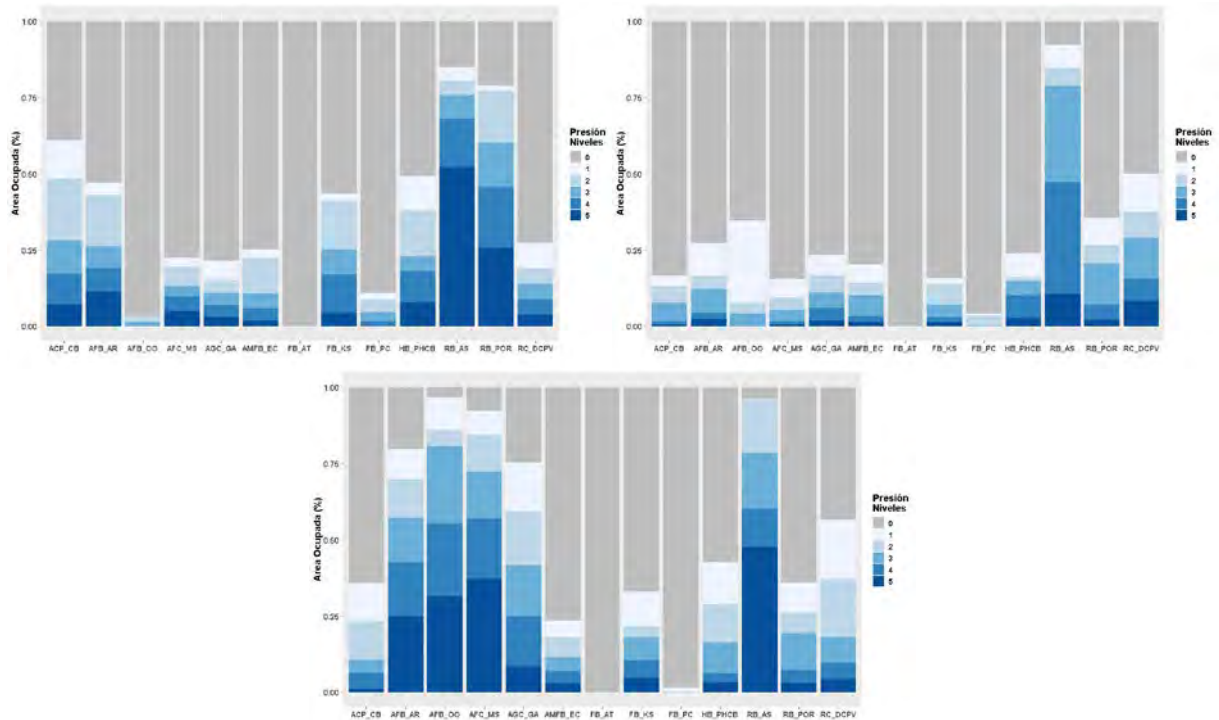 1.00
0.75
0.50
0.25
0.00
Area Ocupada (%)
ACP_CB AFB_AR AFB_OO AFC_MS AGC_GA AMFB_EC FB_AT FB_KS FB_PC HB_PHCB RB_AS RB_POR RC_DCPV
Presión
Niveles
0
1
2
3
4
5
1.00
0.75
0.50
0.25
0.00
Area Ocupada (%)
ACP_CB AFB_AR AFB_OO AFC_MS AGC_GA AMFB_EC FB_AT FB_KS FB_PC HB_PHCB RB_AS RB_POR RC_DCPV
Presión
Niveles
0
1
2
3
4
5
1.00
0.75
0.50
0.25
0.00
Area Ocupada (%)
ACP_CB AFB_AR AFB_OO AFC_MS AGC_GA AMFB_EC FB_AT FB_KS FB_PC HB_PHCB RB_AS RB_POR RC_DCPV
Presión
Niveles
0
1
2
3
4
5